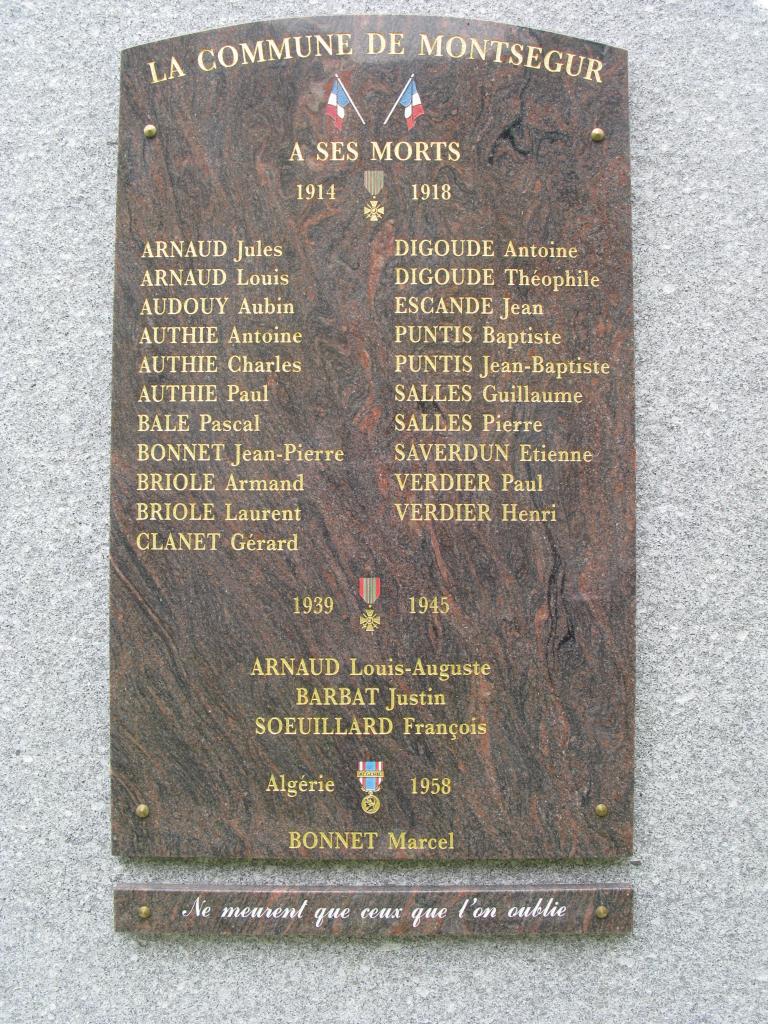 LA COMMUNE DE MONTSEGUR
A SES MORTS
1914 1918
ARNAUD Jules
ARNAUD Louis
AUDOUY Aubin
AUTHIE Antoine
AUTHIE Charles
AUTHIE Paul
BALE Pascal
BONNET Jean-Pierre
BRIOLE Armand
BRIOLE Laurent
CLANET Gérard
DIGOUDE Antoine
DIGOUDE Théophile
ESCANDE Jean
PUNTIS Baptiste
PUNTIS Jean-Baptiste
SALLES Guillaume
SALLES Pierre
SAVERDUN Etienne
VERDIER Paul
VERDIER Henri
1939 1945
ARNAUD Louis-Auguste
BARBAT Justin
SOEUILLARD François
Algérie ALGERIE 1958
BONNET Marcel
Ne meurent que ceux que l'on oublie